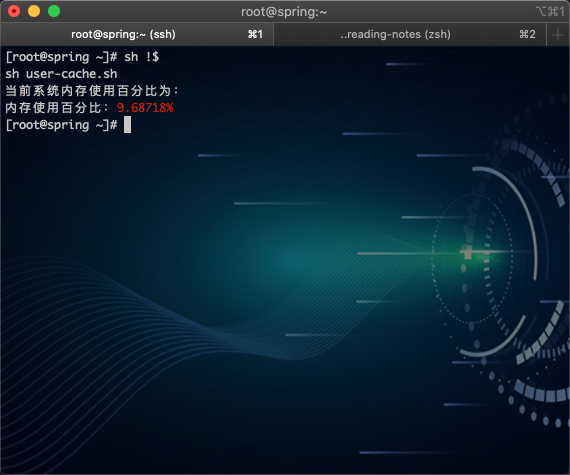 root@spring:~
⌥⌘1
root@spring:~ (ssh) ⌘1
..reading-notes (zsh) ⌘2
[root@spring ~]# sh !$
sh user-cache.sh
当前系统内存使用百分比为：
内存使用百分比：9.68718%
[root@spring ~]#